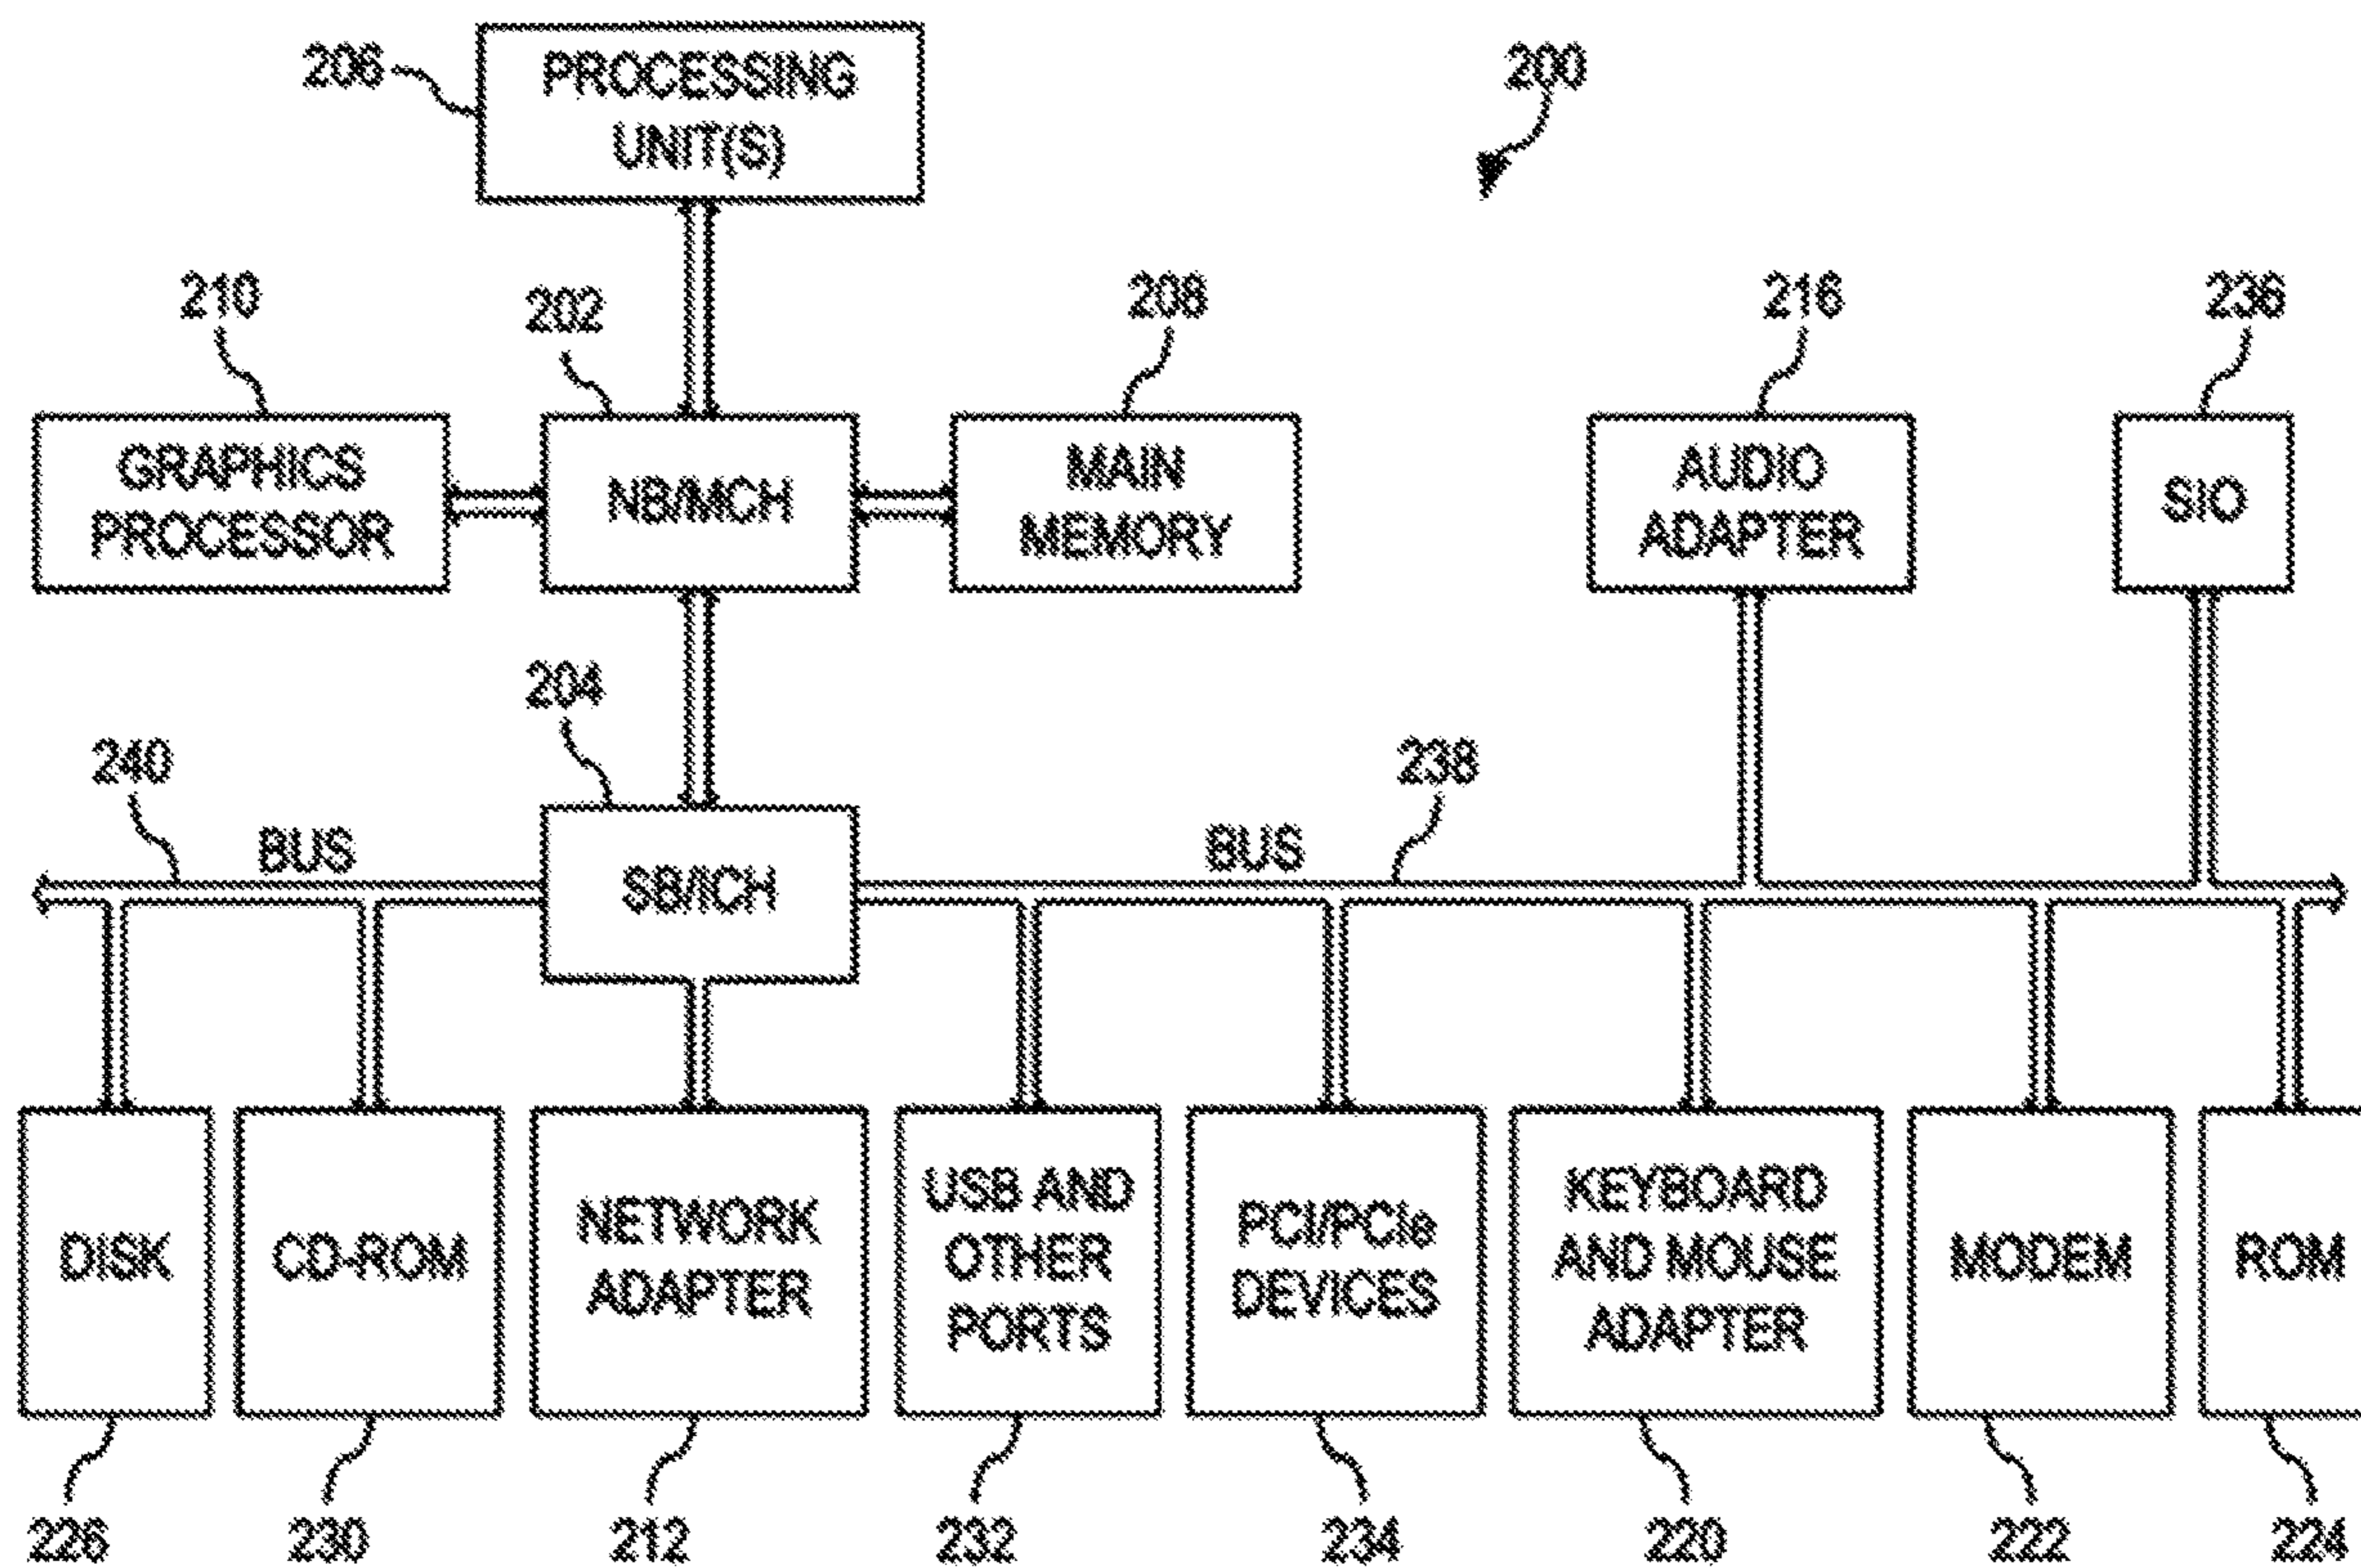 206
PROCESSING
UNIT(S)
200
210
202
208
216
236
GRAPHICS
PROCESSOR
NB/MCH
MAIN
MEMORY
AUDIO
ADAPTER
SIO
204
240
238
BUS
BUS
SB/ICH
DISK
CD-ROM
NETWORK
ADAPTER
USB AND
OTHER
PORTS
PCI/PCIe
DEVICES
KEYBOARD
AND MOUSE
ADAPTER
MODEM
ROM
226
230
212
232
234
220
222
224